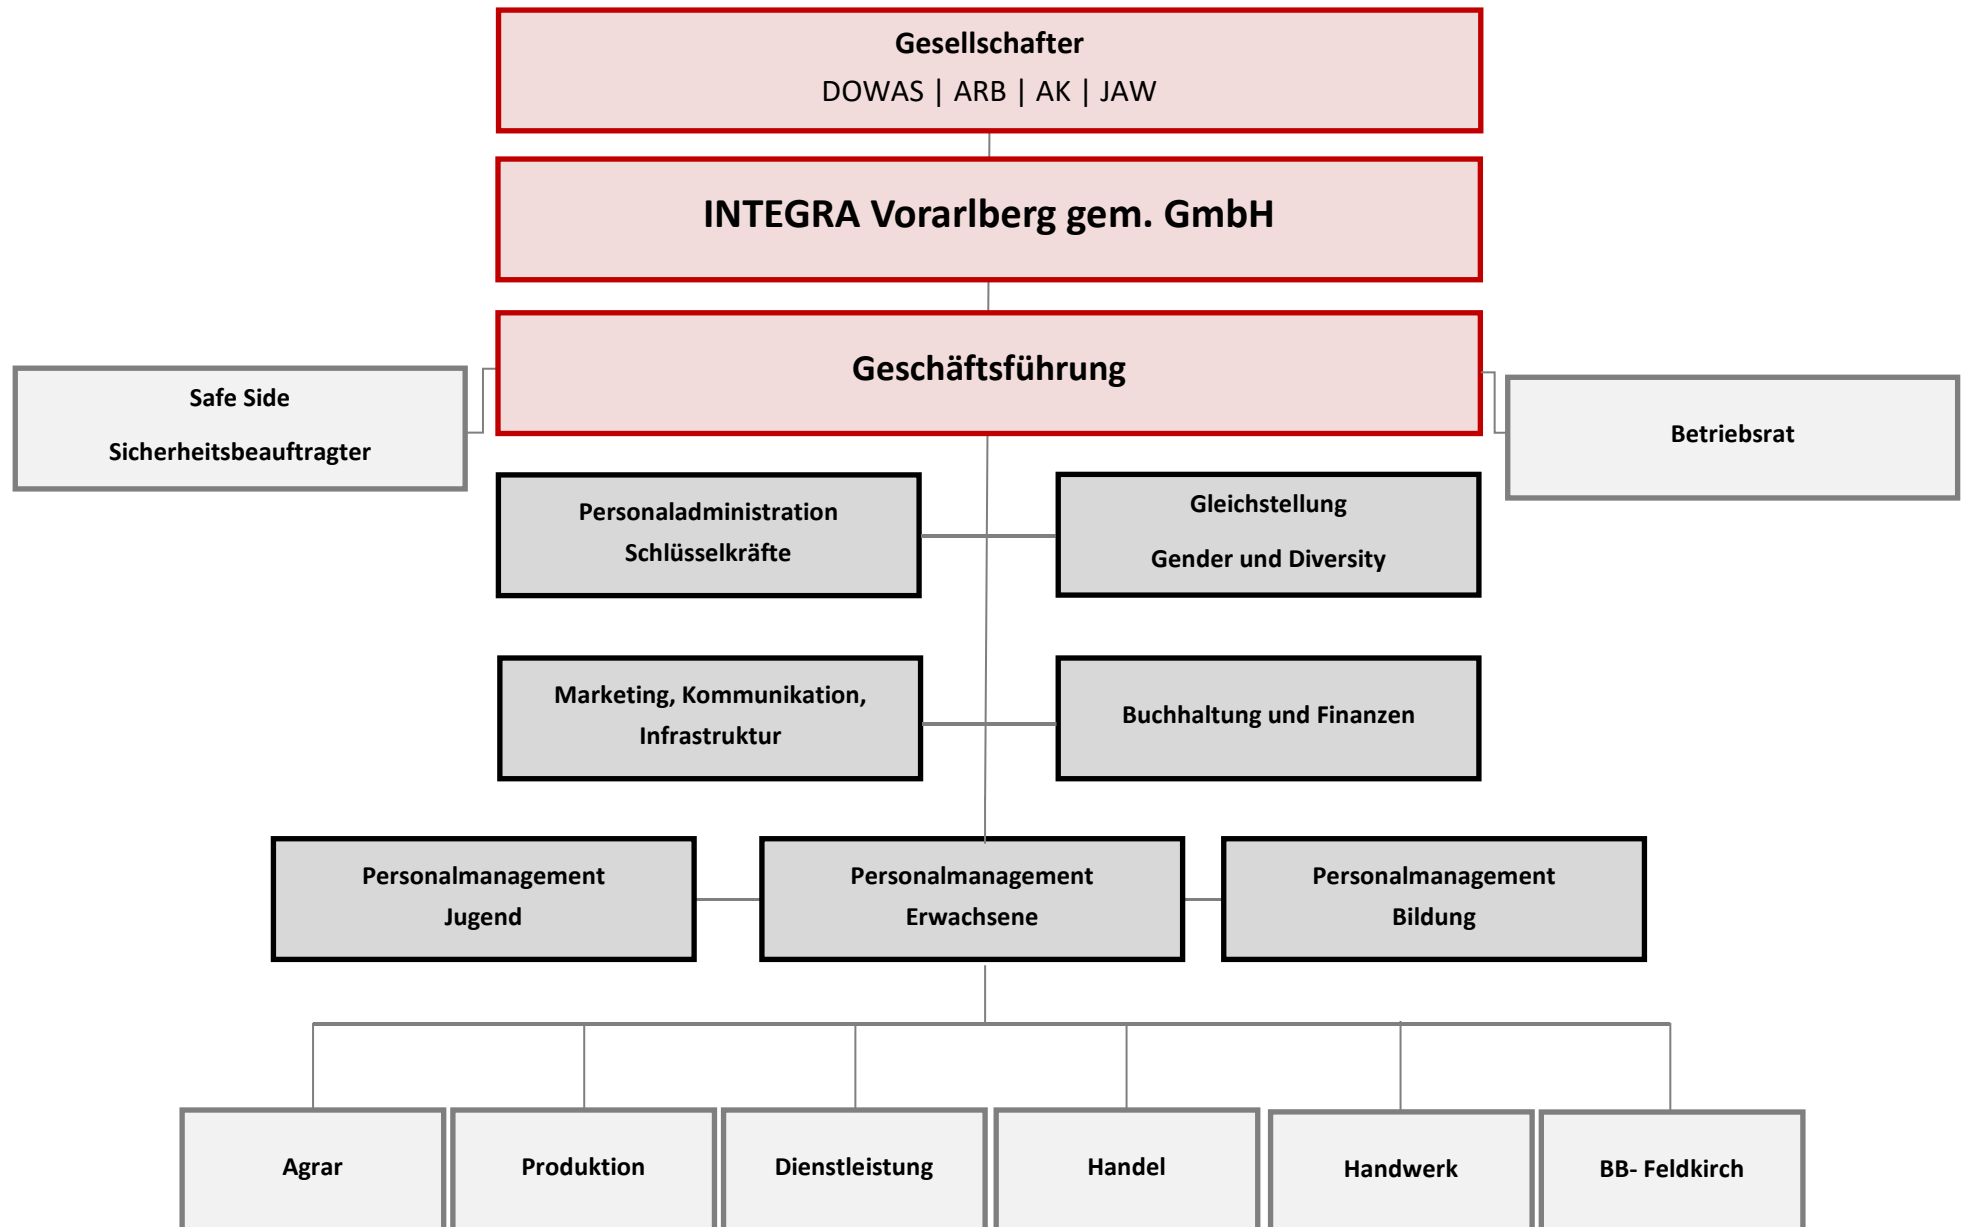 Gesellschafter
DOWAS | ARB | AK | JAW
INTEGRA Vorarlberg gem. GmbH
Geschäftsführung
Safe Side
Sicherheitsbeauftragter
Betriebsrat
Personaladministration
Schlüsselkräfte
Gleichstellung
Gender und Diversity
Marketing, Kommunikation,
Infrastruktur
Buchhaltung und Finanzen
Personalmanagement
Jugend
Personalmanagement
Erwachsene
Personalmanagement
Bildung
Agrar
Produktion
Dienstleistung
Handel
Handwerk
BB- Feldkirch